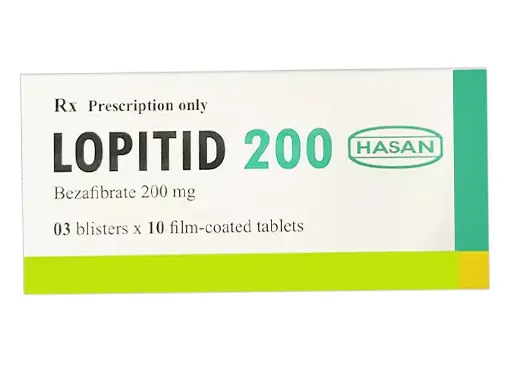 Rx Prescription only
LOPITID 200 HASAN
Bezafibrate 200 mg
03 blisters x 10 film-coated tablets